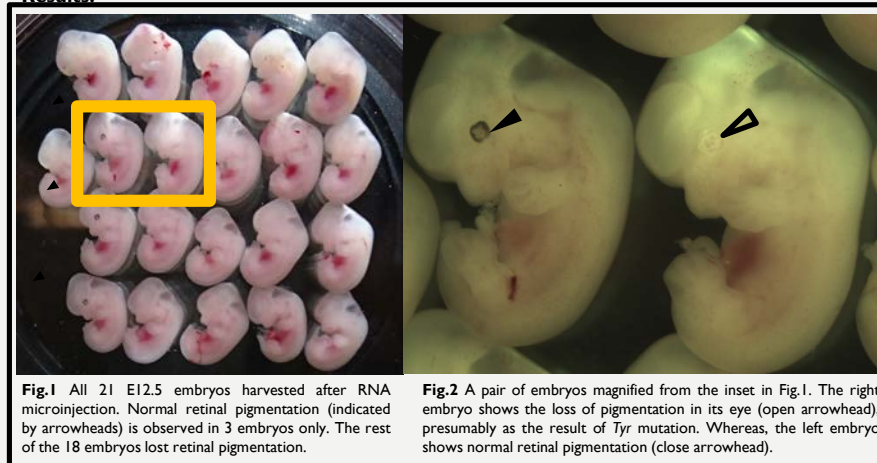 Results:
Fig.1 All 21 E12.5 embryos harvested after RNA
microinjection. Normal retinal pigmentation (indicated
by arrowheads) is observed in 3 embryos only. The rest
of the 18 embryos lost retinal pigmentation.
Fig.2 A pair of embryos magnified from the inset in Fig.1. The right
embryo shows the loss of pigmentation in its eye (open arrowhead),
presumably as the result of Tyr mutation. Whereas, the left embryo
shows normal retinal pigmentation (close arrowhead).